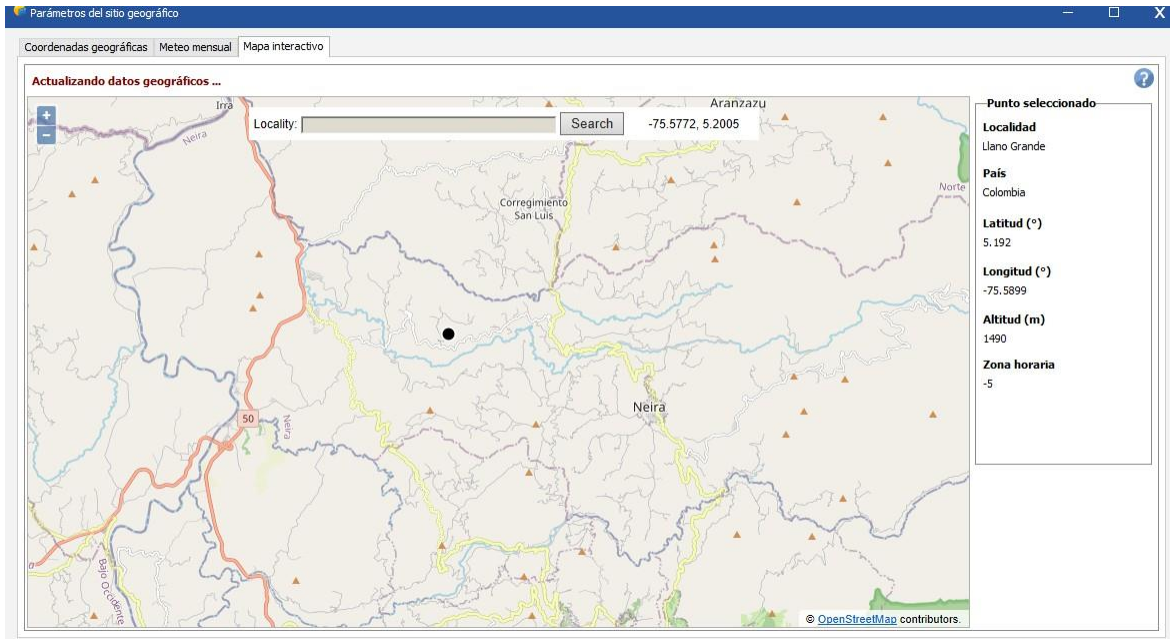 Parámetros del sitio geográfico
Coordenadas geográficas Meteo mensual Mapa interactivo
Actualizando datos geográficos ...
Locality: Search -75.5772, 5.2005
+
-
Irra
Neira
Aranzazu
Norte
Corregimiento
San Luis
Neira
50
Neira
Bajo Occidente
© OpenStreetMap contributors.
?
Punto seleccionado
Localidad
Llano Grande
País
Colombia
Latitud (°)
5.192
Longitud (°)
-75.5899
Altitud (m)
1490
Zona horaria
-5